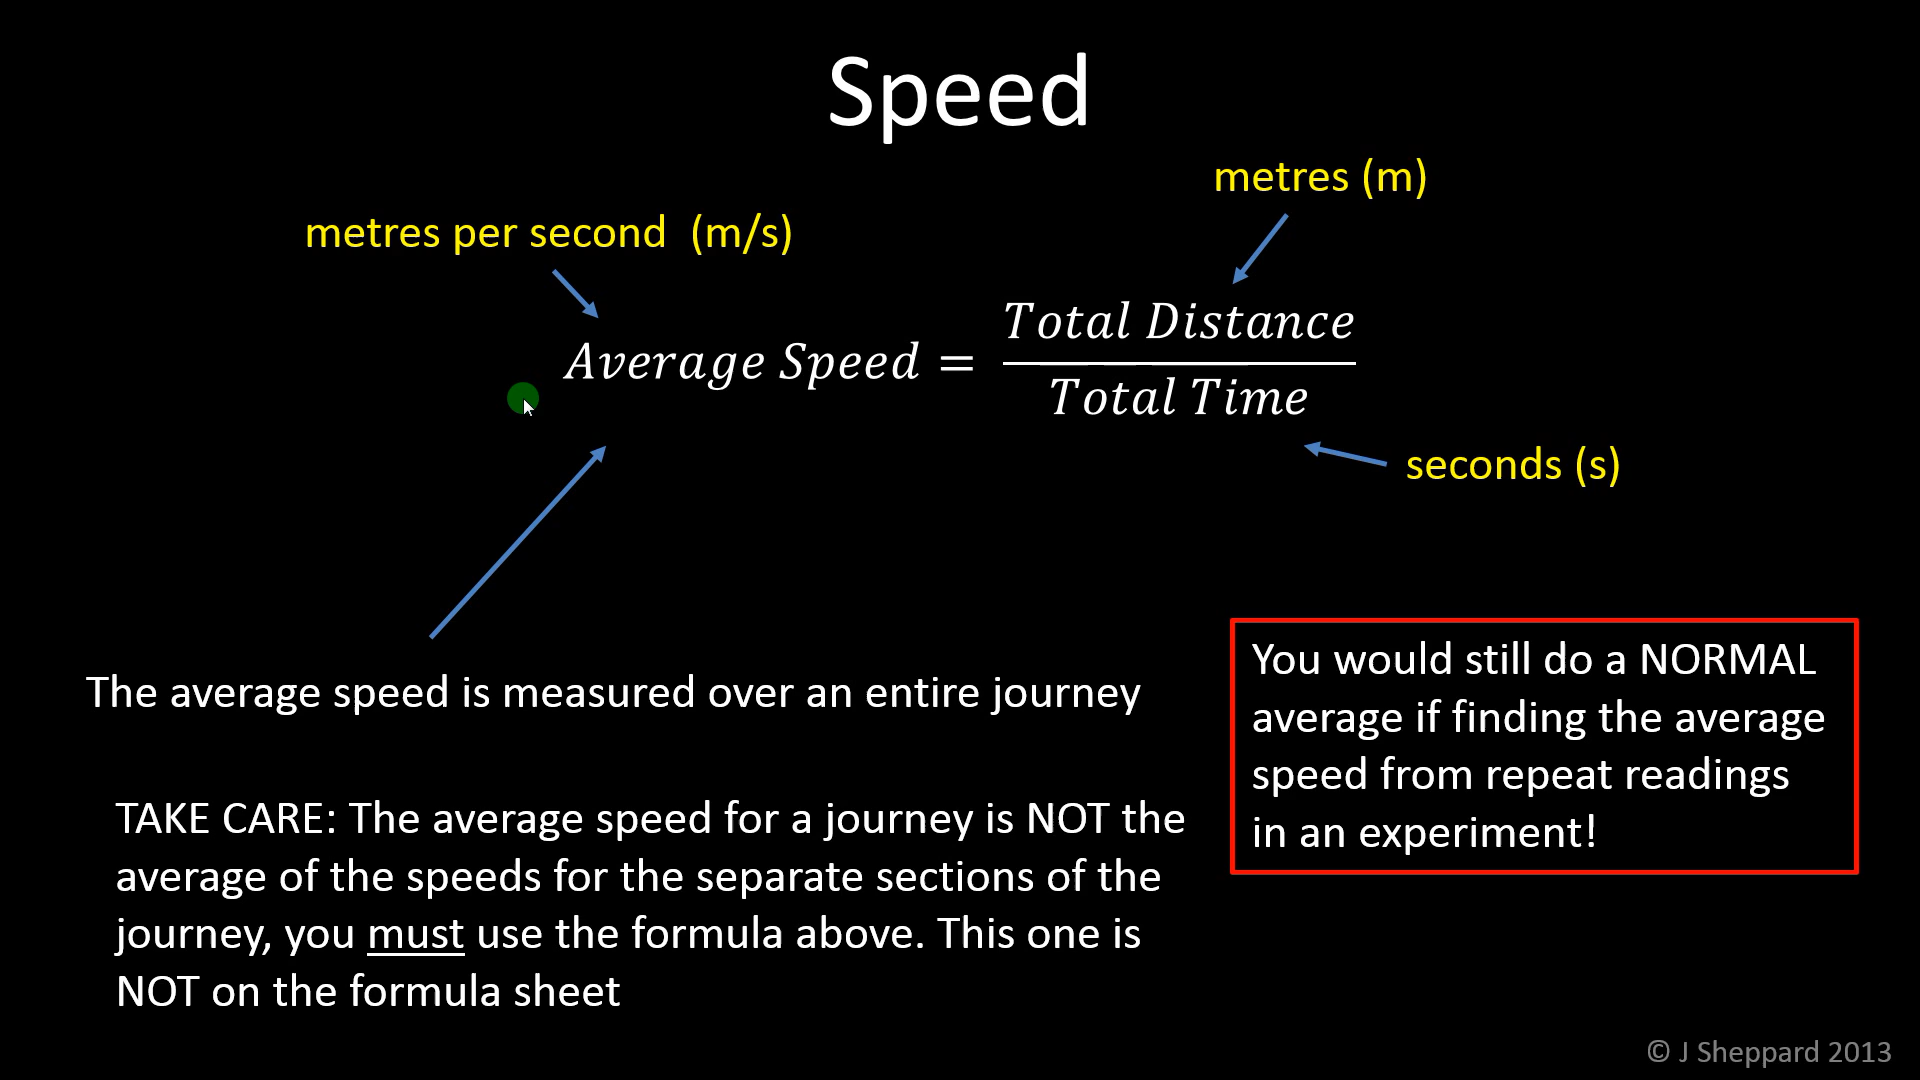 Speed
metres (m)
metres per second  (m/s)
Average Speed = Total Distance / Total Time
seconds (s)
The average speed is measured over an entire journey
TAKE CARE: The average speed for a journey is NOT the
average of the speeds for the separate sections of the
journey, you must use the formula above. This one is
NOT on the formula sheet
You would still do a NORMAL
average if finding the average
speed from repeat readings
in an experiment!
© J Sheppard 2013